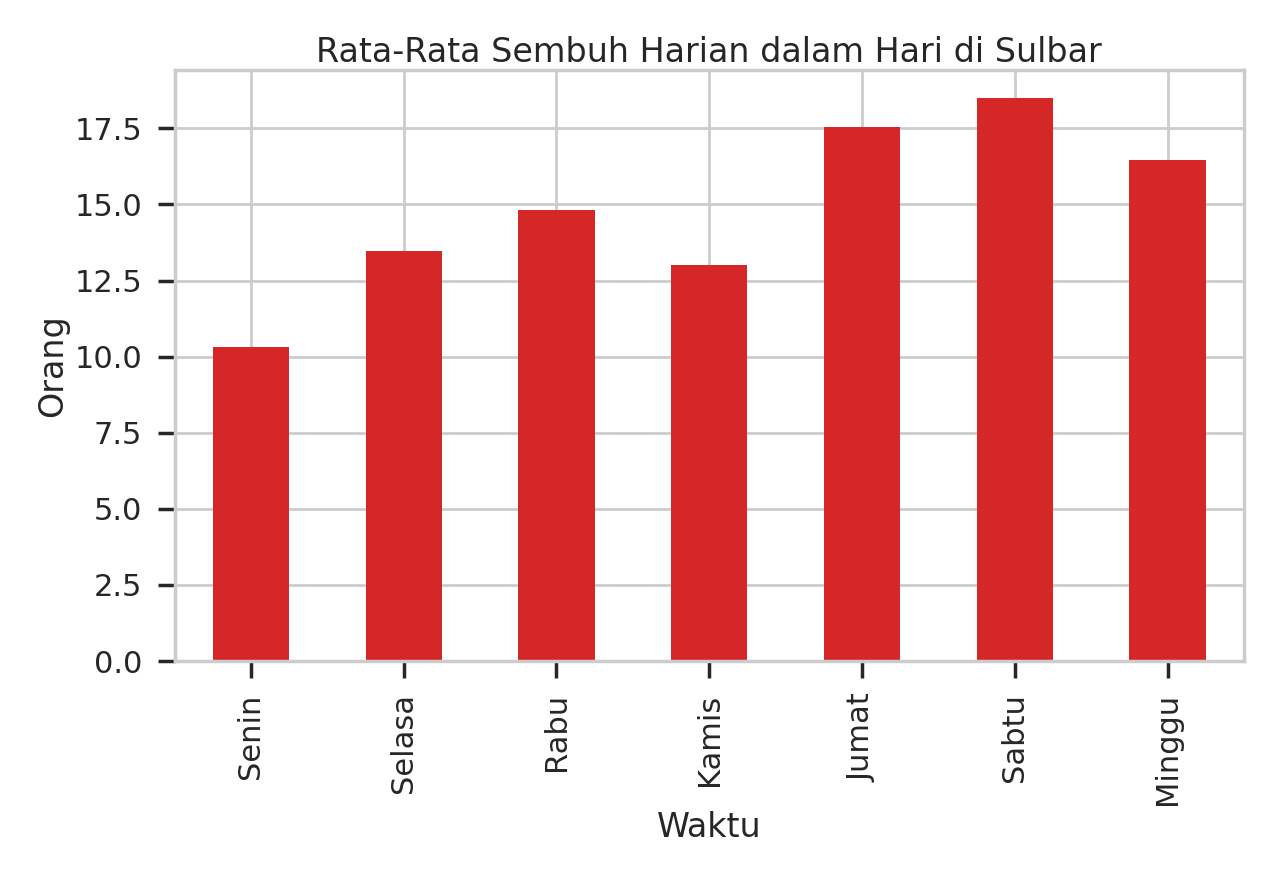 Rata-Rata Sembuh Harian dalam Hari di Sulbar
Orang
17.5
15.0
12.5
10.0
7.5
5.0
2.5
0.0
Senin
Selasa
Rabu
Kamis
Jumat
Sabtu
Minggu
Waktu